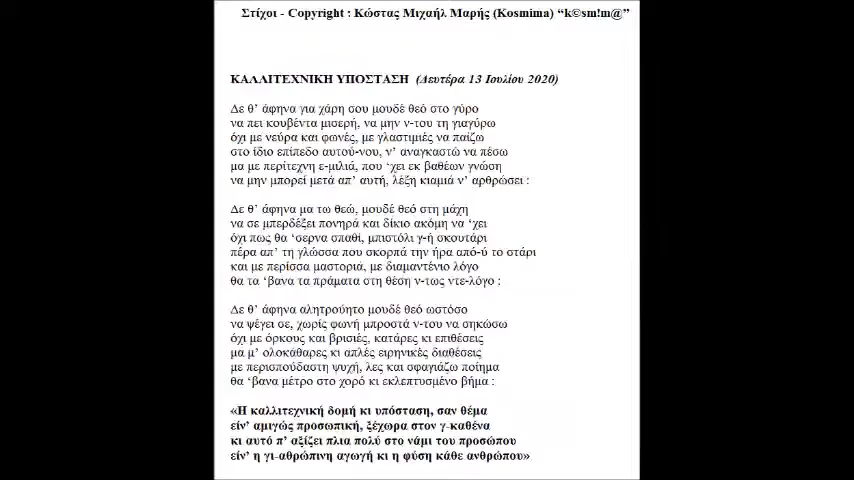 Στίχοι - Copyright : Κώστας Μιχαήλ Μαρής (Kosmima) “k©sm!m@”
ΚΑΛΛΙΤΕΧΝΙΚΗ ΥΠΟΣΤΑΣΗ (Δευτέρα 13 Ιουλίου 2020)
Δε θ’ άφηνα για χάρη σου μουδέ θεό στο γύρο
να πει κουβέντα μισερή, να μην ν-του τη γιαγύρω
όχι με νεύρα και φωνές, με γλαστιμιές να παίζω
στο ίδιο επίπεδο αυτού-νου, ν’ αναγκαστώ να πέσω
μα με περίτεχνη ε-μιλιά, που ‘χει εκ βαθέων γνώση
να μην μπορεί μετά απ’ αυτή, λέξη κιαμιά ν’ αρθρώσει :
Δε θ’ άφηνα μα τω θεώ, μουδέ θεό στη μάχη
να σε μπερδέξει πονηρά και δίκιο ακόμη να ‘χει
όχι πως θα ‘σερνα σπαθί, μπιστόλι γ-ή σκουτάρι
πέρα απ’ τη γλώσσα που σκορπά την ήρα από-ύ το στάρι
και με περίσσα μαστοριά, με διαμαντένιο λόγο
θα τα ‘βανα τα πράματα στη θέση ν-τως ντε-λόγο :
Δε θ’ άφηνα αλητρούητο μουδέ θεό ωστόσο
να ψέγει σε, χωρίς φωνή μπροστά ν-του να σηκώσω
όχι με όρκους και βρισιές, κατάρες κι επιθέσεις
μα μ’ ολοκάθαρες κι απλές ειρηνικές διαθέσεις
με περισπούδαστη ψυχή, λες και σφαγιάζω ποίημα
θα ‘βανα μέτρο στο χορό κι εκλεπτυσμένο βήμα :
«Η καλλιτεχνική δομή κι υπόσταση, σαν θέμα
είν’ αμιγώς προσωπική, ξέχωρα στον γ-καθένα
κι αυτό π’ αξίζει πλια πολύ στο νάμι του προσώπου
είν’ η γι-αθρώπινη αγωγή κι η φύση κάθε ανθρώπου»